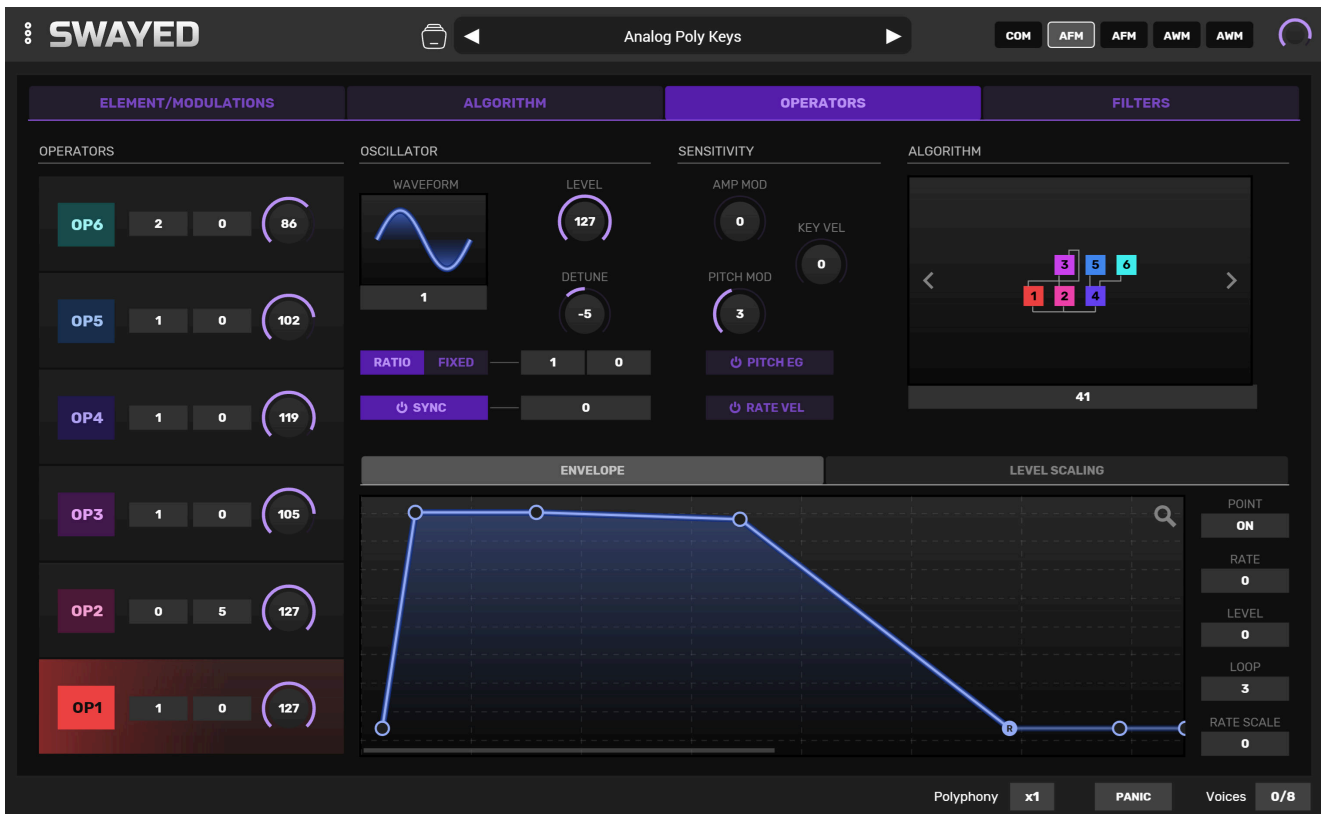 SWAYED
Analog Poly Keys
COM AFM AFM AWM AWM
ELEMENT/MODULATIONS ALGORITHM OPERATORS FILTERS
OPERATORS OSCILLATOR SENSITIVITY ALGORITHM
WAVEFORM LEVEL AMP MOD
OP6 2 0 86
127 0 KEY VEL
0
DETUNE PITCH MOD
3 5 6
1 2 4
1
OP5 1 0 102
-5 3
RATIO FIXED 1 0 PITCH EG
41
OP4 1 0 119
SYNC 0 RATE VEL
ENVELOPE LEVEL SCALING
OP3 1 0 105
POINT
ON
RATE
0
OP2 0 5 127
LEVEL
0
LOOP
3
OP1 1 0 127
R
RATE SCALE
0
Polyphony x1 PANIC Voices 0/8